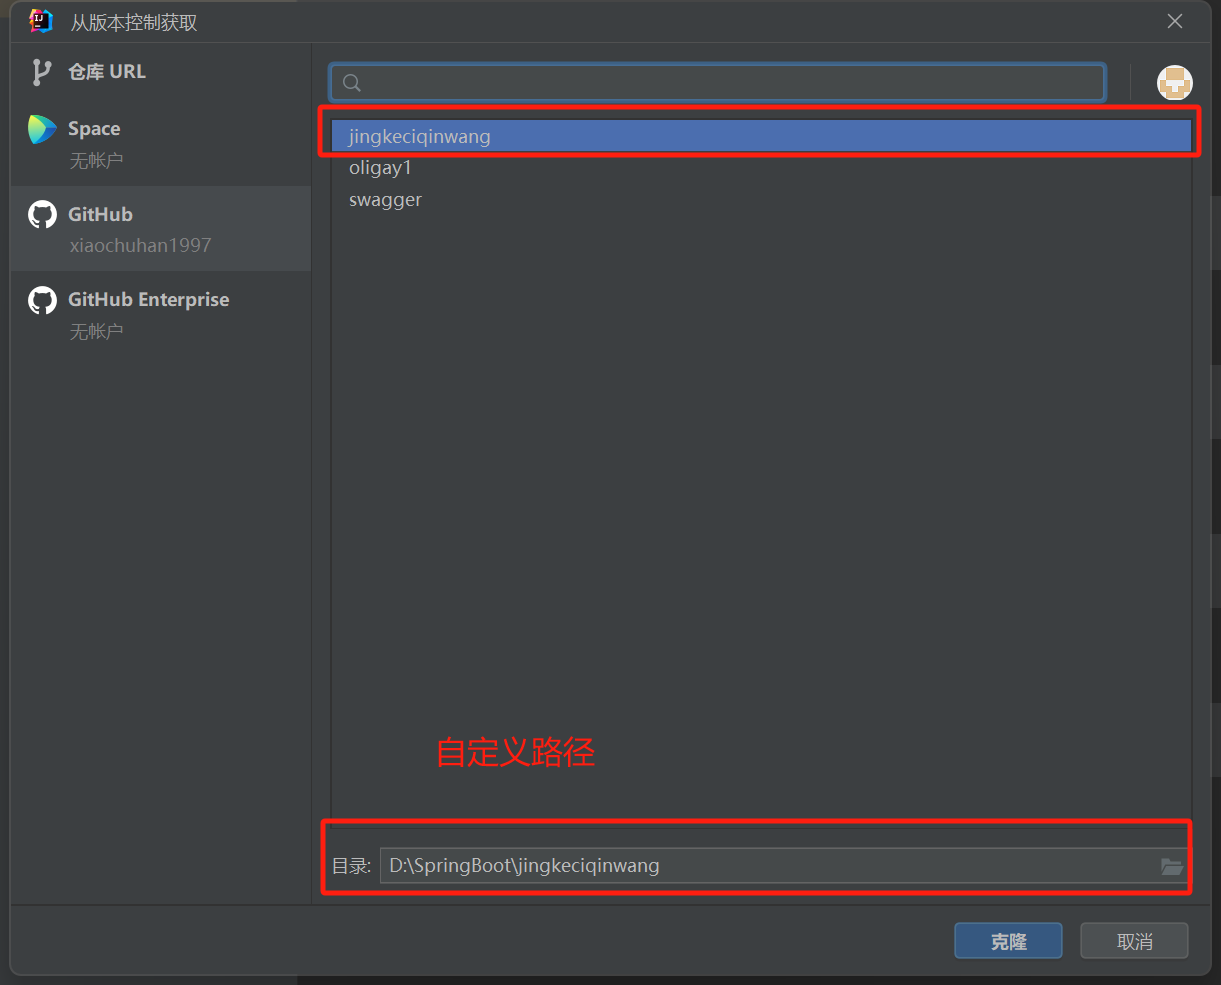 从版本控制获取
仓库 URL
Space
无帐户
GitHub
xiaochuhan1997
GitHub Enterprise
无帐户
jingkeciqinwang
oligay1
swagger
自定义路径
目录: D:\SpringBoot\jingkeciqinwang
克隆
取消